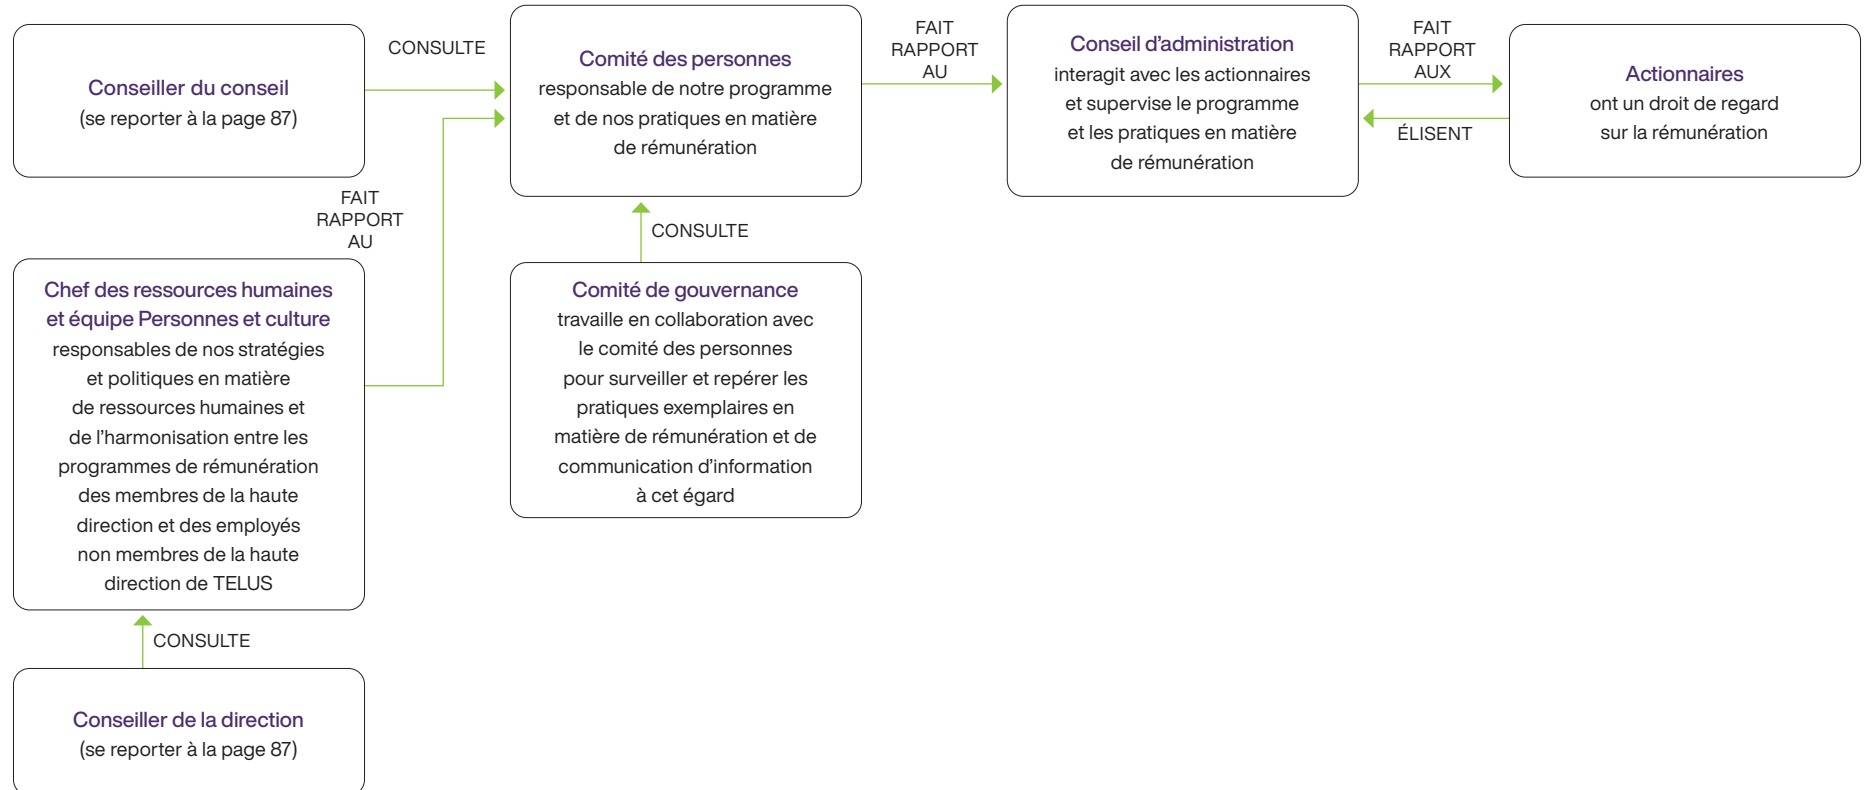 Conseiller du conseil
(se reporter à la page 87)
CONSULTE
Comité des personnes
responsable de notre programme
et de nos pratiques en matière
de rémunération
FAIT
RAPPORT
AU
Conseil d’administration
interagit avec les actionnaires
et supervise le programme
et les pratiques en matière
de rémunération
FAIT
RAPPORT
AUX
ÉLISENT
Actionnaires
ont un droit de regard
sur la rémunération
FAIT
RAPPORT
AU
CONSULTE
Chef des ressources humaines
et équipe Personnes et culture
responsables de nos stratégies
et politiques en matière
de ressources humaines et
de l’harmonisation entre les
programmes de rémunération
des membres de la haute
direction et des employés
non membres de la haute
direction de TELUS
Comité de gouvernance
travaille en collaboration avec
le comité des personnes
pour surveiller et repérer les
pratiques exemplaires en
matière de rémunération et de
communication d’information
à cet égard
CONSULTE
Conseiller de la direction
(se reporter à la page 87)